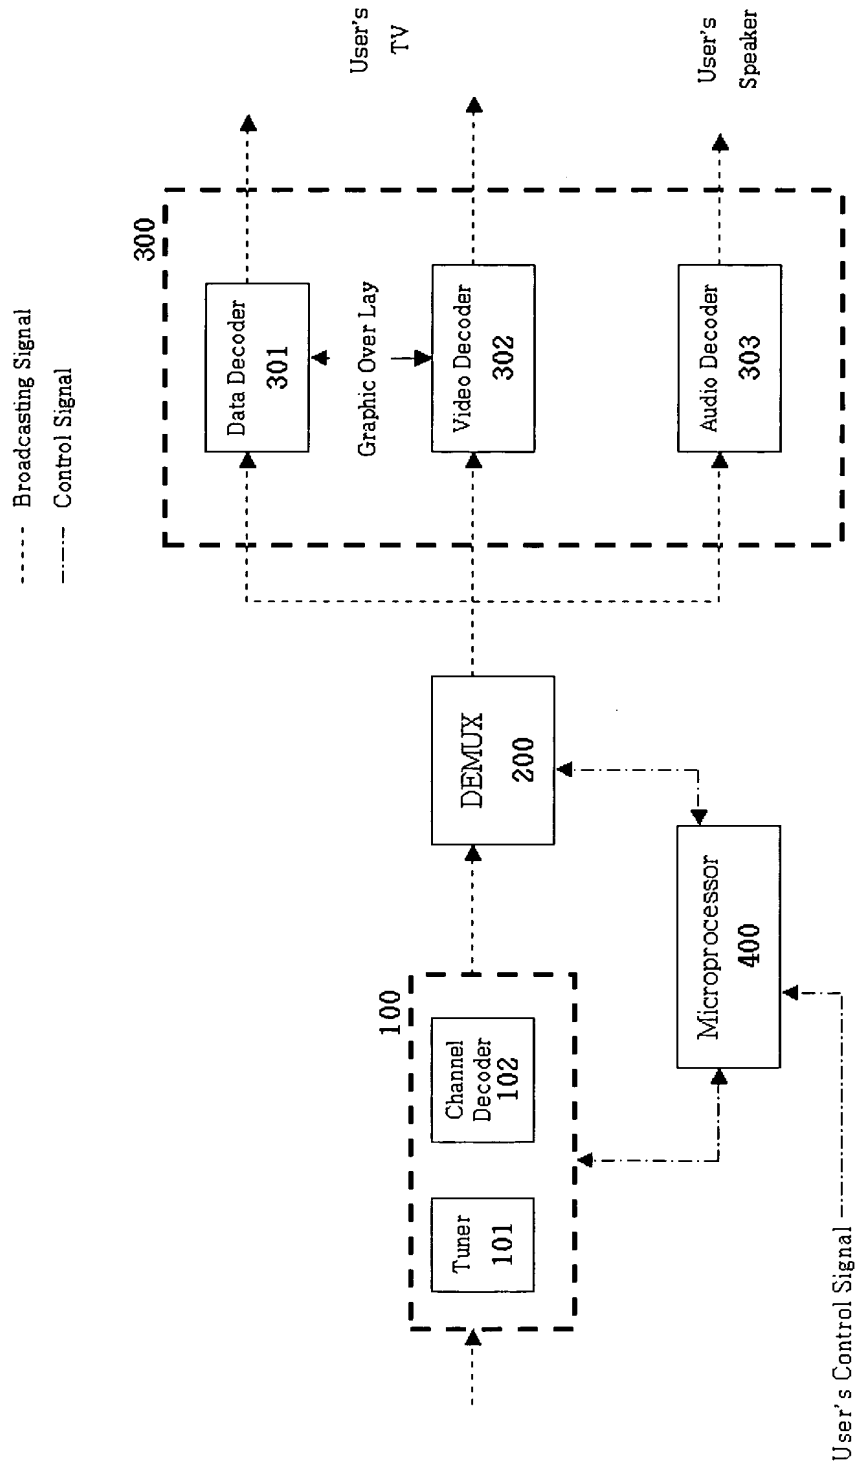 Broadcasting Signal
Control Signal
300
Data Decoder
301
User's
TV
Graphic Over Lay
100
Tuner
101
Channel
Decoder
102
DEMUX
200
Video Decoder
302
Microprocessor
400
Audio Decoder
303
User's
Speaker
User's Control Signal